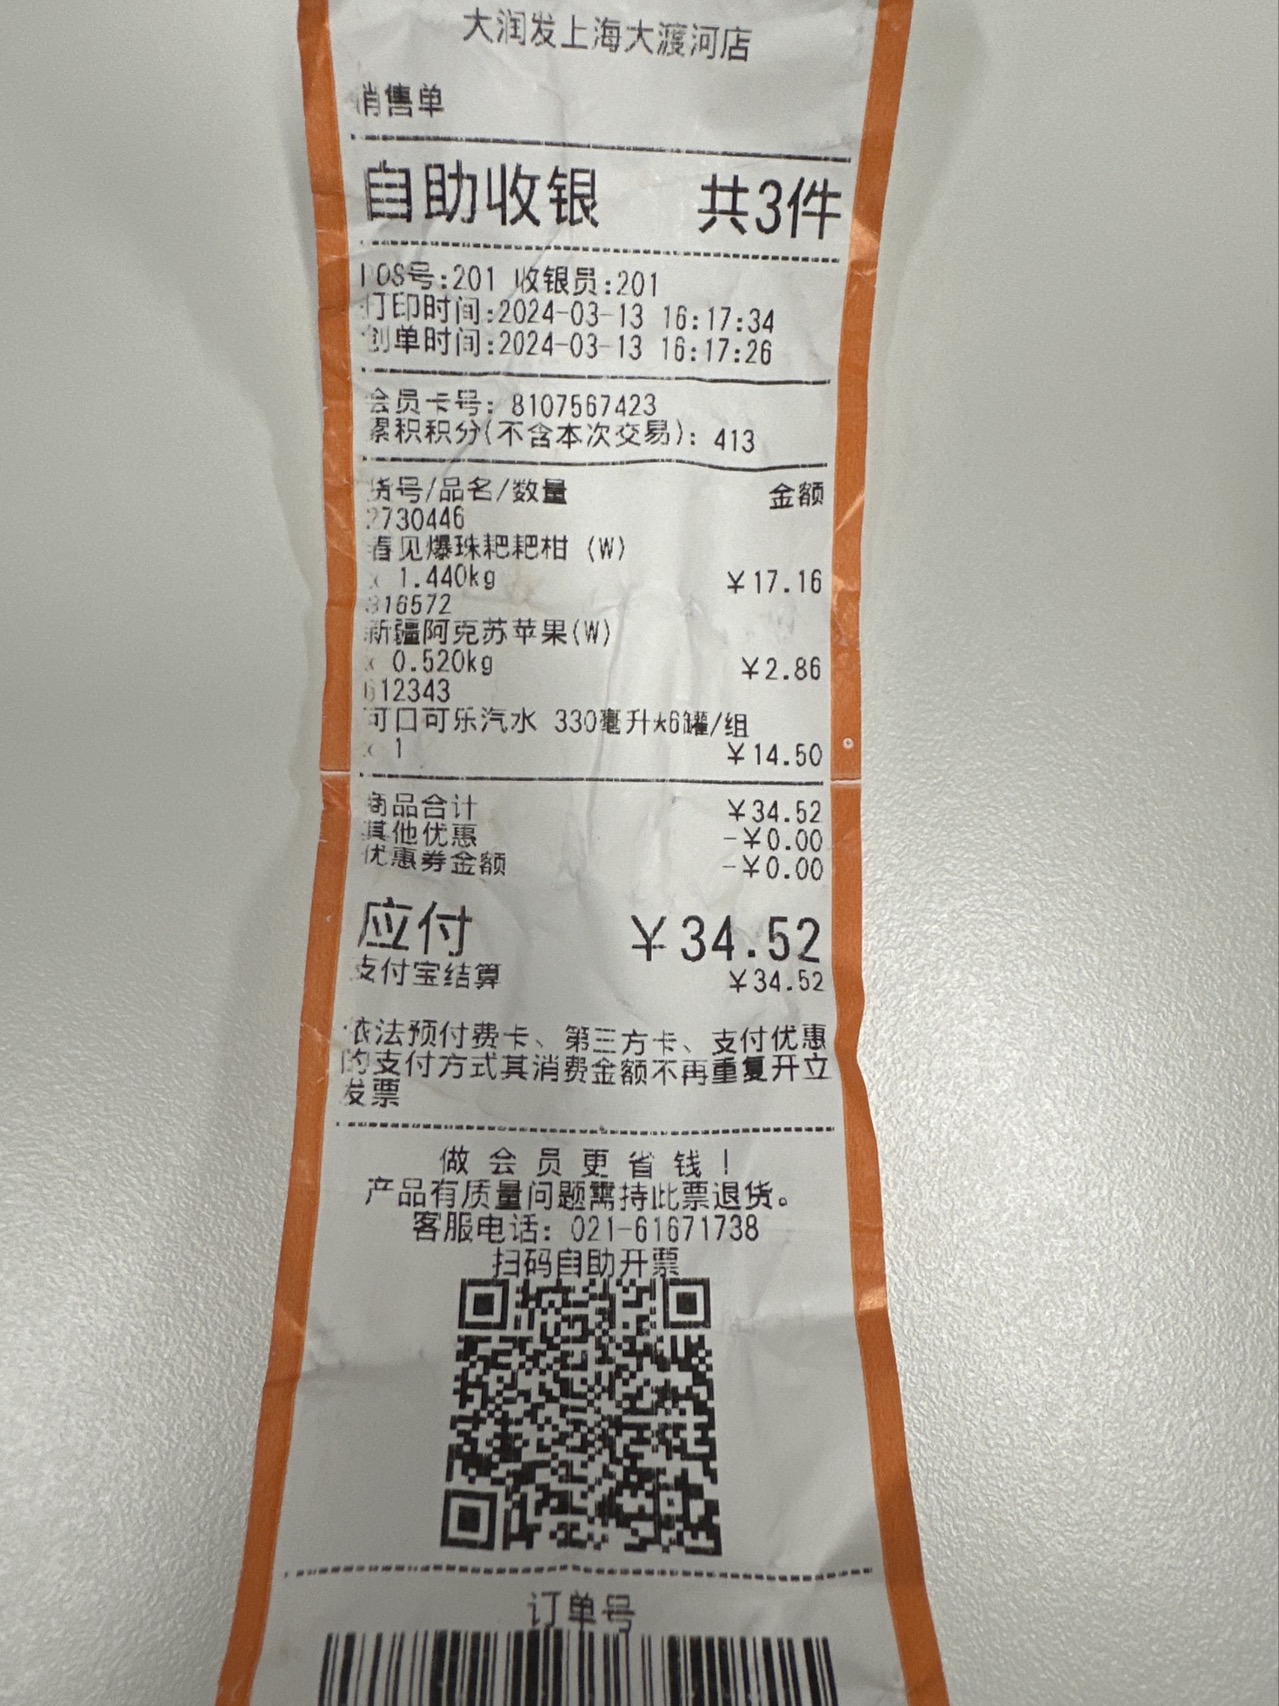 大润发上海大渡河店
消售单
自助收银 共3件
POS号:201 收银员:201
打印时间:2024-03-13 16:17:34
创单时间:2024-03-13 16:17:26
会员卡号: 8107567423
累积积分(不含本次交易): 413
货号/品名/数量 金额
2730446
春见爆珠耙耙柑 (W)
x 1.440kg ¥17.16
316572
新疆阿克苏苹果(W)
x 0.520kg ¥2.86
612343
可口可乐汽水 330毫升*6罐/组
x 1 ¥14.50
商品合计 ¥34.52
其他优惠 -¥0.00
优惠券金额 -¥0.00
应付 ¥34.52
支付宝结算 ¥34.52
依法预付费卡、第三方卡、支付优惠
的支付方式其消费金额不再重复开立
发票
做会员更省钱!
产品有质量问题需持此票退货。
客服电话: 021-61671738
扫码自助开票
订单号